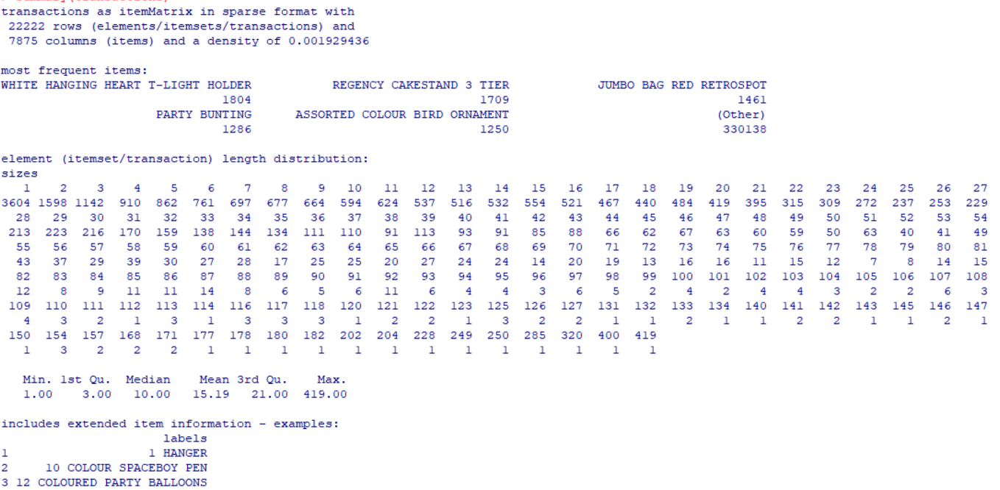 transactions as itemMatrix in sparse format with
22222 rows (elements/itemsets/transactions) and
7875 columns (items) and a density of 0.001929436
most frequent items:
WHITE HANGING HEART T-LIGHT HOLDER REGENCY CAKESTAND 3 TIER JUMBO BAG RED RETROSPOT
1804 1709 1461
PARTY BUNTING ASSORTED COLOUR BIRD ORNAMENT (Other)
1286 1250 330138
element (itemset/transaction) length distribution:
sizes
1 2 3 4 5 6 7 8 9 10 11 12 13 14 15 16 17 18 19 20 21 22 23 24 25 26 27
3604 1598 1142 910 862 761 697 677 664 594 624 537 516 532 554 521 467 440 484 419 395 315 309 272 237 253 229
28 29 30 31 32 33 34 35 36 37 38 39 40 41 42 43 44 45 46 47 48 49 50 51 52 53 54
213 223 216 170 159 138 144 134 111 110 91 113 93 91 85 88 66 62 67 63 60 59 50 63 40 41 49
55 56 57 58 59 60 61 62 63 64 65 66 67 68 69 70 71 72 73 74 75 76 77 78 79 80 81
43 37 29 39 30 27 28 17 25 25 20 27 24 24 14 20 19 13 16 16 11 15 12 7 8 14 15
82 83 84 85 86 87 88 89 90 91 92 93 94 95 96 97 98 99 100 101 102 103 104 105 106 107 108
12 8 9 11 11 14 8 6 5 6 11 6 4 4 3 6 5 2 4 2 4 4 3 2 2 6 3
109 110 111 112 113 114 116 117 118 120 121 122 123 125 126 127 131 132 133 134 140 141 142 143 145 146 147
4 3 2 1 3 1 3 3 3 1 2 2 1 3 2 2 1 1 2 1 1 2 2 1 1 2 1
150 154 157 168 171 177 178 180 182 202 204 228 249 250 285 320 400 419
1 3 2 2 2 1 1 1 1 1 1 1 1 1 1 1 1 1
Min. 1st Qu. Median Mean 3rd Qu. Max.
1.00 3.00 10.00 15.19 21.00 419.00
includes extended item information - examples:
labels
1 1 HANGER
2 10 COLOUR SPACEBOY PEN
3 12 COLOURED PARTY BALLOONS